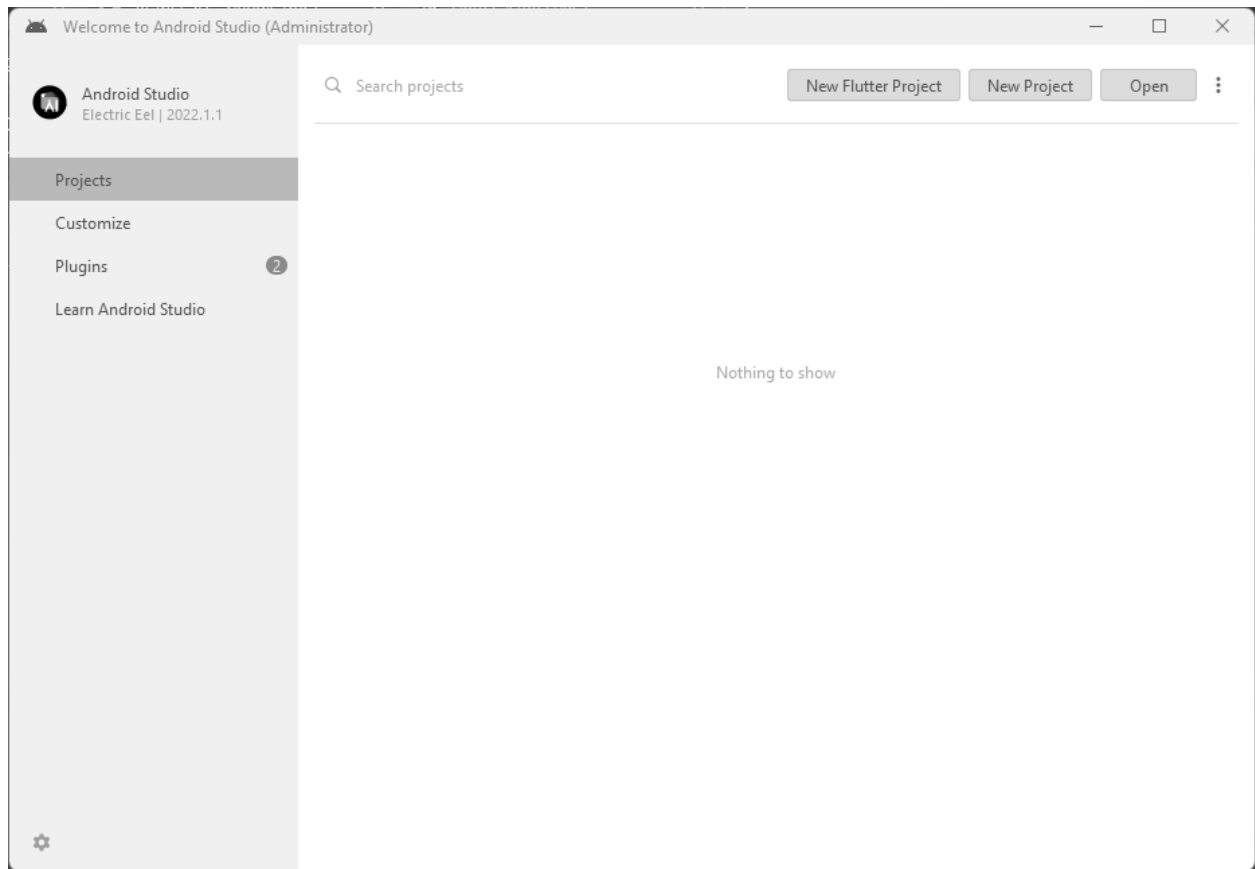 Welcome to Android Studio (Administrator)
Android Studio
Electric Eel | 2022.1.1
Search projects
New Flutter Project
New Project
Open
Projects
Customize
Plugins
2
Learn Android Studio
Nothing to show